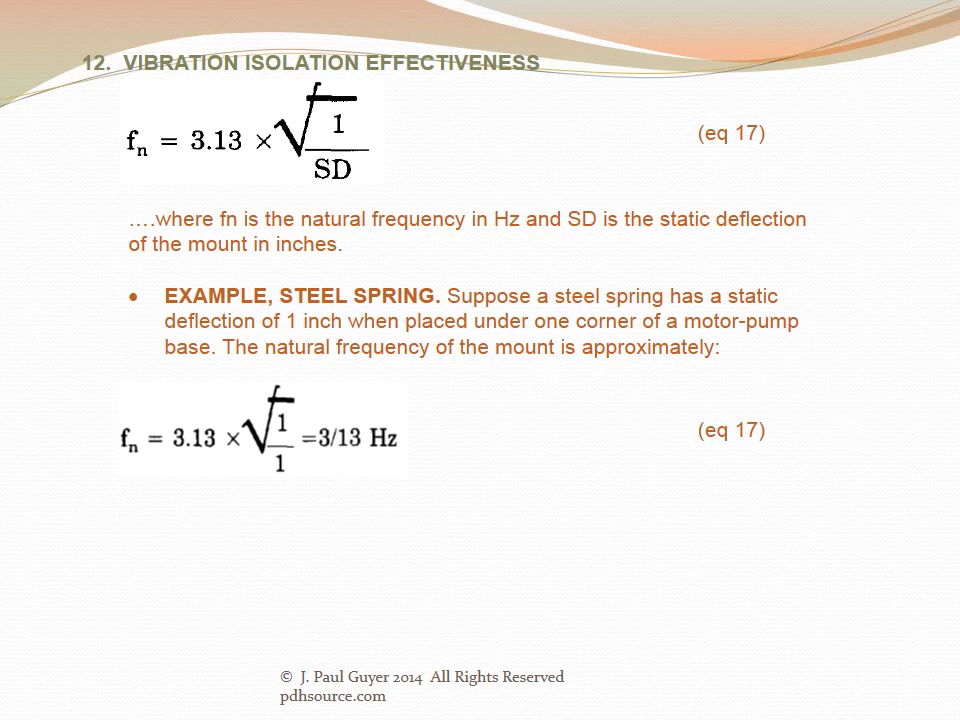 12. VIBRATION ISOLATION EFFECTIVENESS
fn = 3.13 × √1/SD
(eq 17)
....where fn is the natural frequency in Hz and SD is the static deflection
of the mount in inches.
• EXAMPLE, STEEL SPRING. Suppose a steel spring has a static
deflection of 1 inch when placed under one corner of a motor-pump
base. The natural frequency of the mount is approximately:
fn = 3.13 × √1/1 =3/13 Hz
(eq 17)
© J. Paul Guyer 2014 All Rights Reserved
pdhsource.com